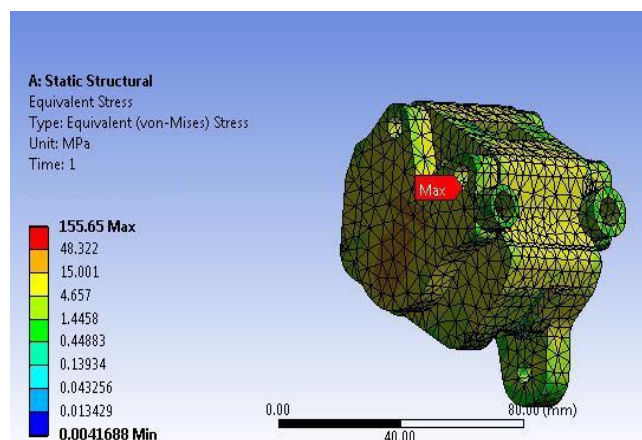 A: Static Structural
Equivalent Stress
Type: Equivalent (von-Mises) Stress
Unit: MPa
Time: 1
Max
155.65 Max
48.322
15.001
4.657
1.4458
0.44883
0.13934
0.043256
0.013429
0.0041688 Min
0.00
80.00 (mm)
40.00